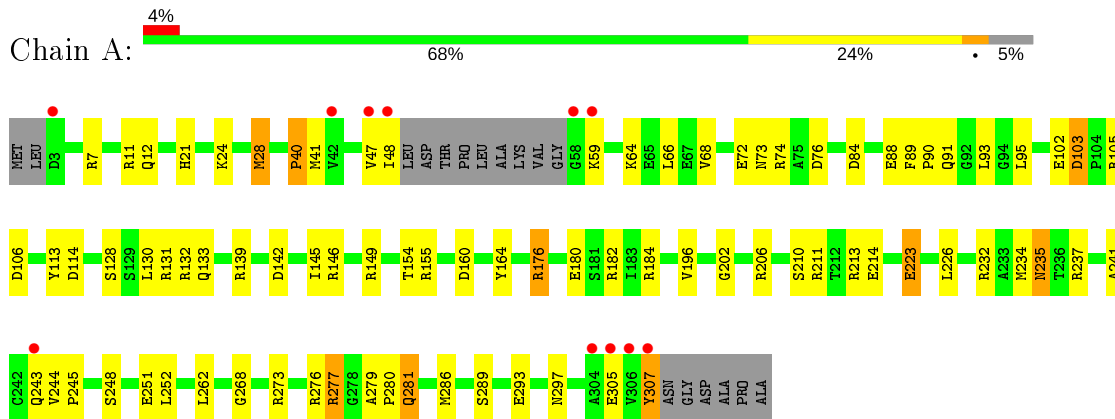 4%
Chain A:
68% 24% • 5%
MET LEU D3 R7 R11 Q12 H21 K24 M28 P40 M41 V42 V47 I48 LEU ASP THR PRO LEU ALA LYS VAL GLY G58 K59 K64 E65 L66 E67 V68 E72 N73 R74 A75 D76 D84 E88 F89 P90 Q91 G92 L93 G94 L95 E102 D103 P104 R105
D106 Y113 D114 S128 S129 L130 R131 R132 Q133 R139 D142 I145 R146 R149 T154 R155 D160 Y164 R176 E180 S181 R182 I183 R184 V196 G202 R206 S210 R211 T212 R213 E214 E223 L226 R232 A233 M234 N235 T236 R237 A241
C242 Q243 V244 P245 S248 E251 L252 L262 G268 R273 R276 R277 G278 A279 P280 Q281 M286 S289 E293 N297 A304 E305 V306 Y307 ASN GLY ASP ALA PRO ALA